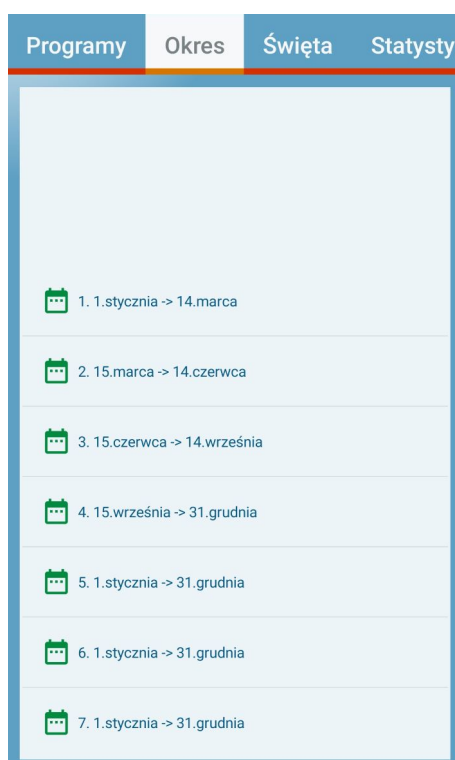 Programy Okres Święta Statysty
1. 1.stycznia -> 14.marca
2. 15.marca -> 14.czerwca
3. 15.czerwca -> 14.września
4. 15.września -> 31.grudnia
5. 1.stycznia -> 31.grudnia
6. 1.stycznia -> 31.grudnia
7. 1.stycznia -> 31.grudnia